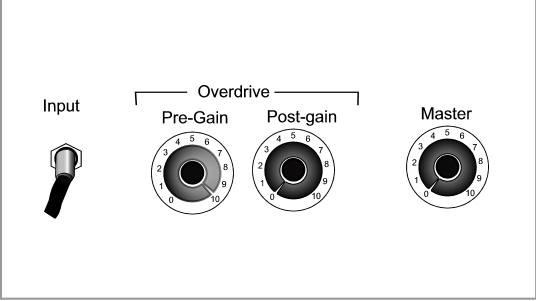 Overdrive
Input
Pre-Gain
Post-gain
Master
0 1 2 3 4 5 6 7 8 9 10
0 1 2 3 4 5 6 7 8 9 10
0 1 2 3 4 5 6 7 8 9 10